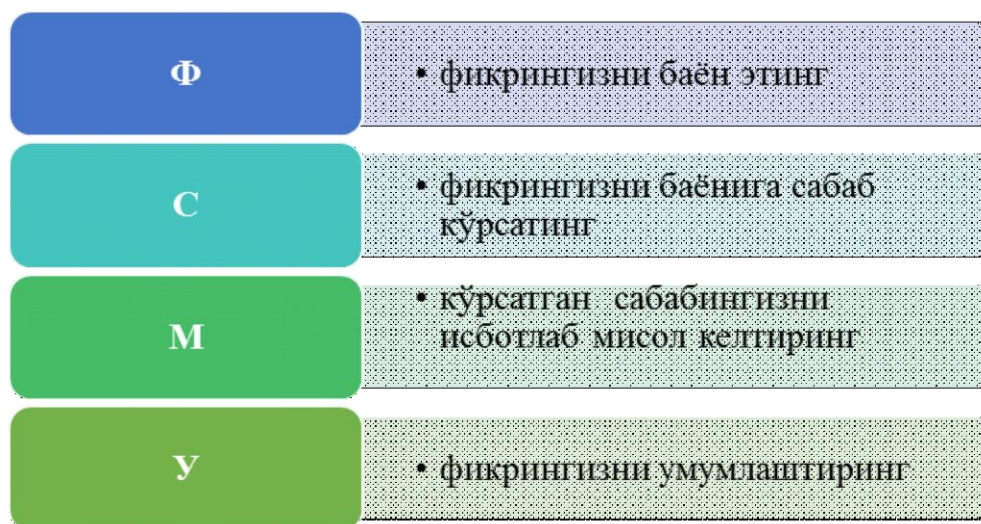 Ф
• фикрингизни баён этинг
С
• фикрингизни баёнига сабаб
кўрсатинг
М
• кўрсатган сабабингизни
исботлаб мисол келтиринг
У
• фикрингизни умумлаштиринг